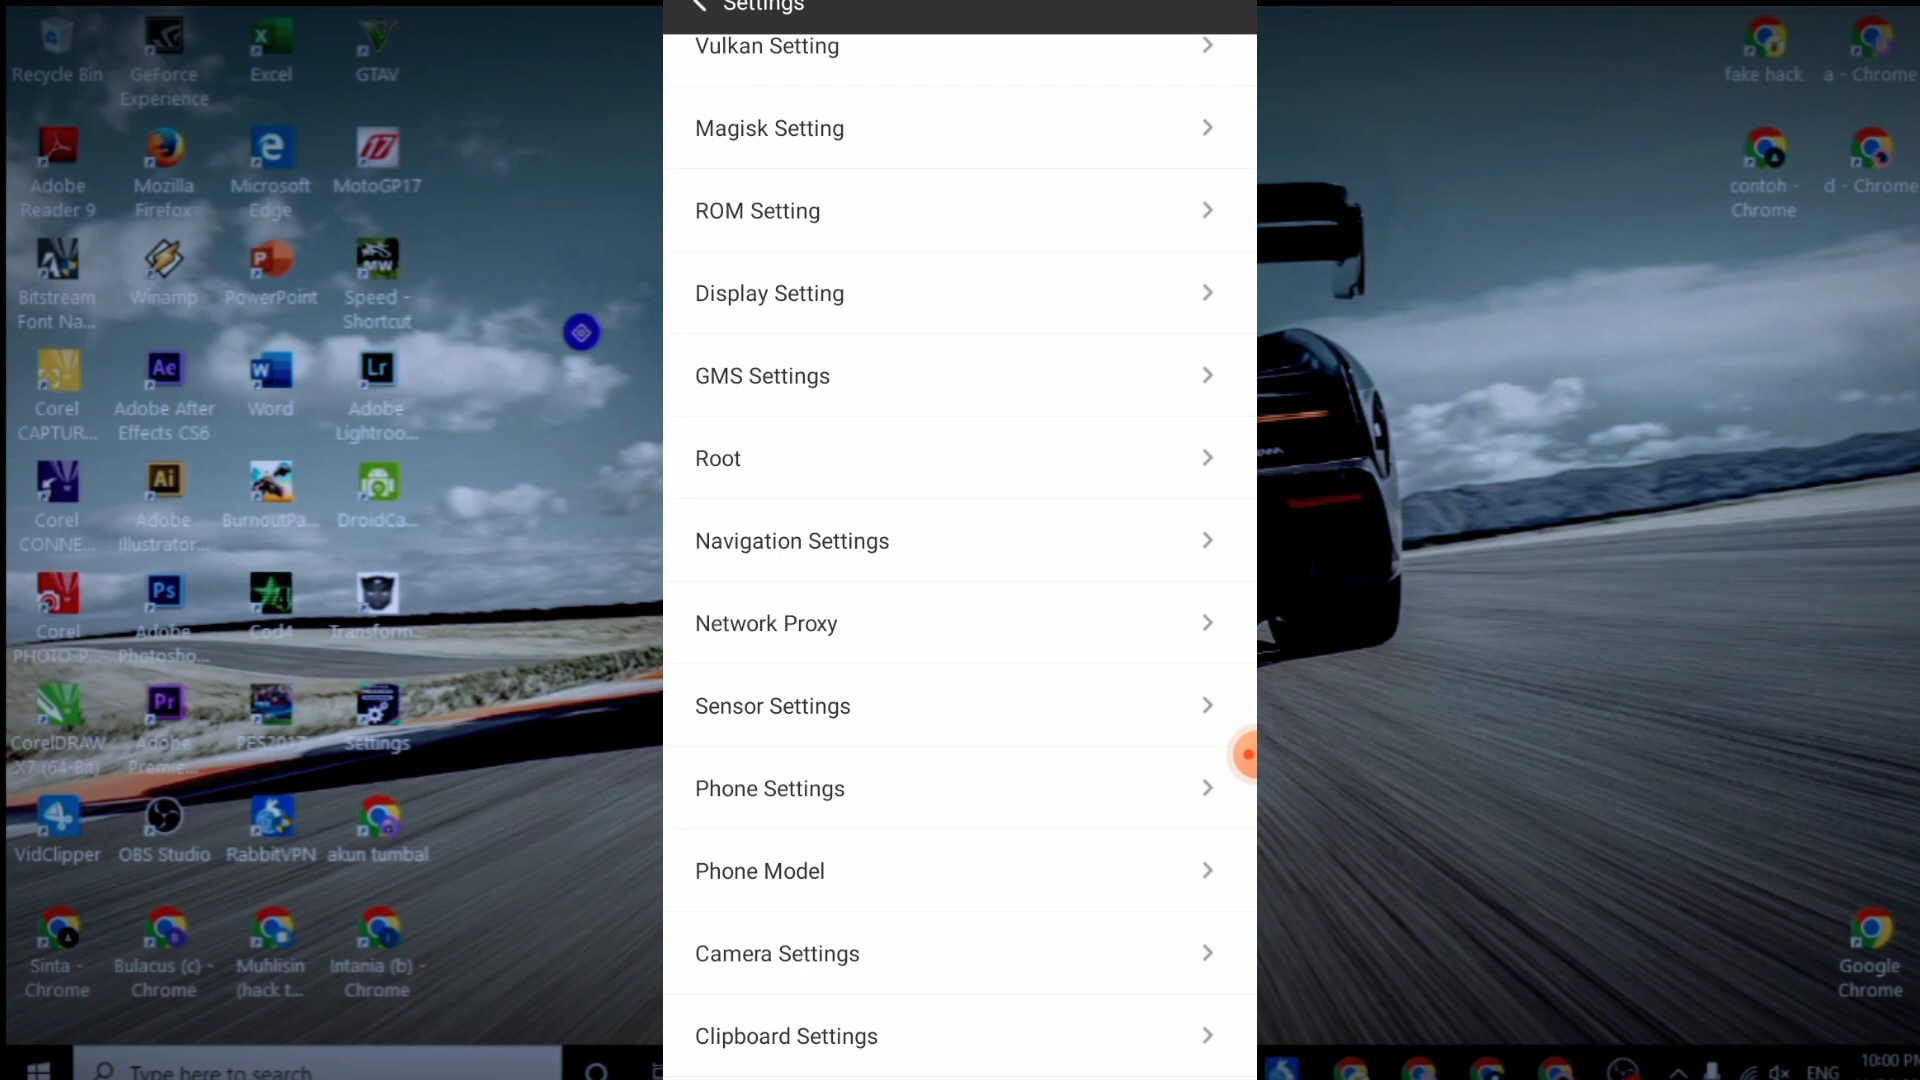 Recycle Bin
GeForce
Experience
Excel
GTAV
Adobe
Reader 9
Mozilla
Firefox
Microsoft
Edge
MotoGP17
Bitstream
Font Na...
Winamp
PowerPoint
Speed -
Shortcut
Corel
CAPTUR...
Adobe After
Effects CS6
Word
Adobe
Lightroo...
Corel
CONNE...
Adobe
Illustrator...
BurnoutPa...
DroidCa...
Corel
PHOTO-P...
Adobe
Photosho...
Cod4
Transform...
CorelDRAW
X7 (64-Bit)
Adobe
Premie...
PES2017
Settings
VidClipper
OBS Studio
RabbitVPN
akun tumbal
Sinta -
Chrome
Bulacus (c) -
Chrome
Muhlisin
(hack t...
Intania (b) -
Chrome
Type here to search
Settings
Vulkan Setting
Magisk Setting
ROM Setting
Display Setting
GMS Settings
Root
Navigation Settings
Network Proxy
Sensor Settings
Phone Settings
Phone Model
Camera Settings
Clipboard Settings
fake hack
a - Chrome
contoh -
Chrome
d - Chrome
Google
Chrome
ENG
10:00 PM